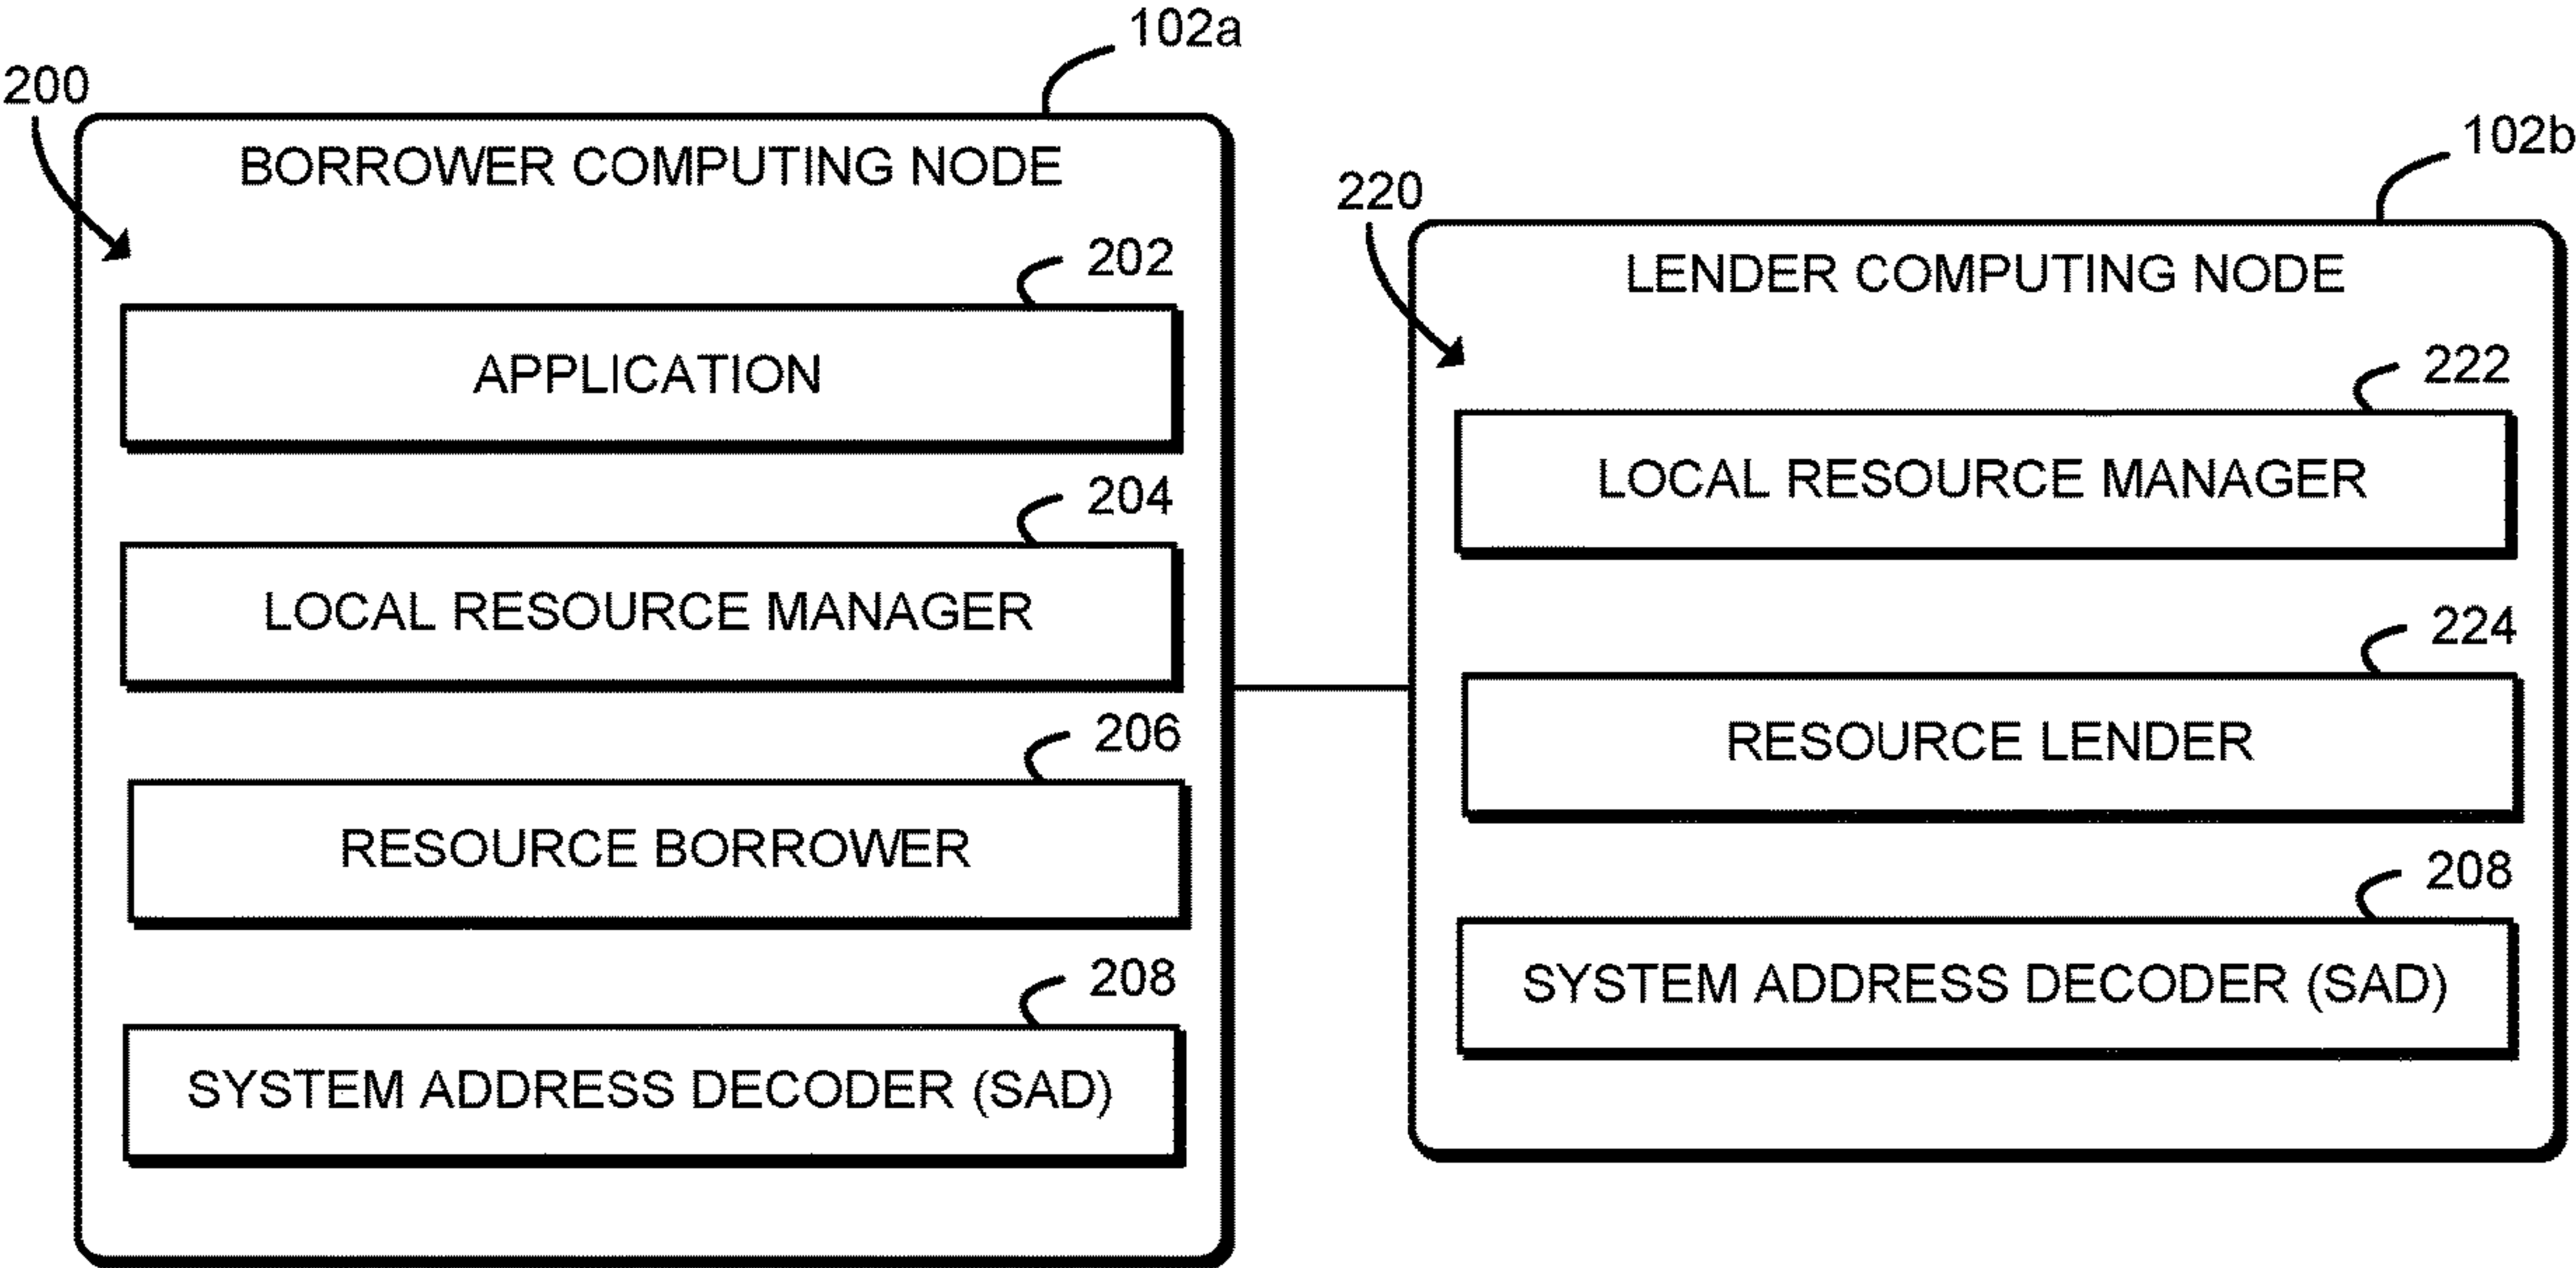 102a
200
BORROWER COMPUTING NODE
202
APPLICATION
204
LOCAL RESOURCE MANAGER
206
RESOURCE BORROWER
208
SYSTEM ADDRESS DECODER (SAD)
102b
220
LENDER COMPUTING NODE
222
LOCAL RESOURCE MANAGER
224
RESOURCE LENDER
208
SYSTEM ADDRESS DECODER (SAD)